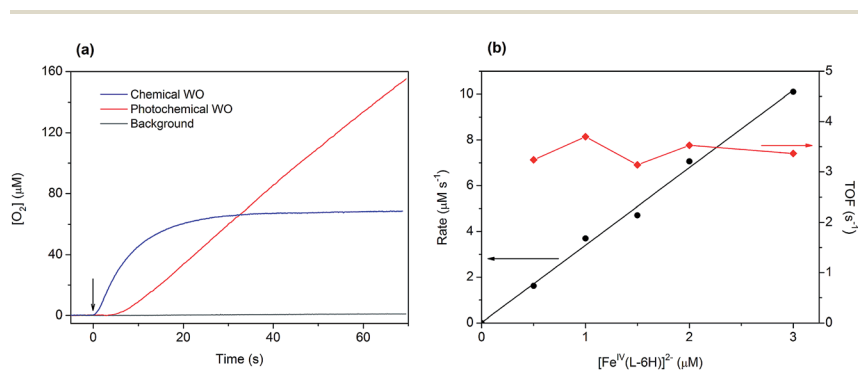 (a)
160
120
80
40
0
[O₂] (μM)
Chemical WO
Photochemical WO
Background
0 20 40 60
Time (s)
(b)
10
8
6
4
2
0
Rate (μM s⁻¹)
5
4
3
2
1
0
TOF (s⁻¹)
0 1 2 3
[Feᴵⱽ(L-6H)]²⁻ (μM)